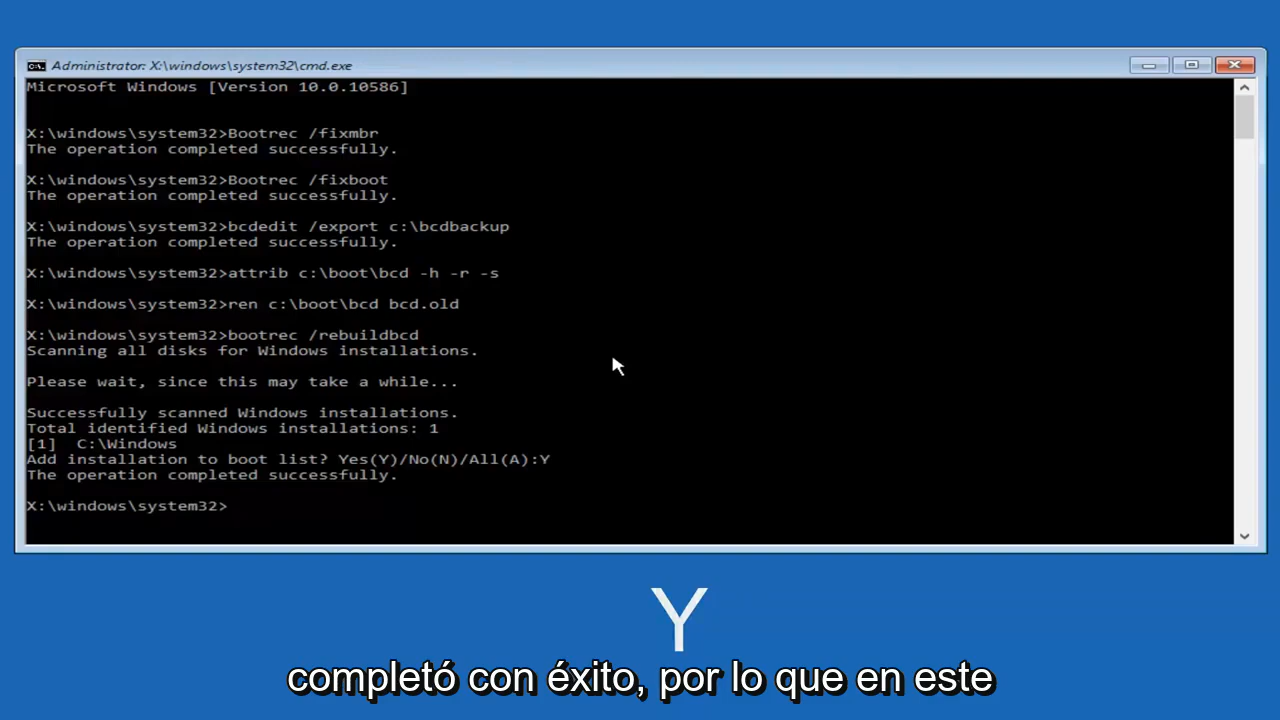 Administrator: X:\windows\system32\cmd.exe
Microsoft Windows [Version 10.0.10586]
X:\windows\system32>Bootrec /fixmbr
The operation completed successfully.
X:\windows\system32>Bootrec /fixboot
The operation completed successfully.
X:\windows\system32>bcdedit /export c:\bcdbackup
The operation completed successfully.
X:\windows\system32>attrib c:\boot\bcd -h -r -s
X:\windows\system32>ren c:\boot\bcd bcd.old
X:\windows\system32>bootrec /rebuildbcd
Scanning all disks for Windows installations.
Please wait, since this may take a while...
Successfully scanned Windows installations.
Total identified Windows installations: 1
[1]  C:\Windows
Add installation to boot list? Yes(Y)/No(N)/All(A):Y
The operation completed successfully.
X:\windows\system32>
Y
completó con éxito, por lo que en este